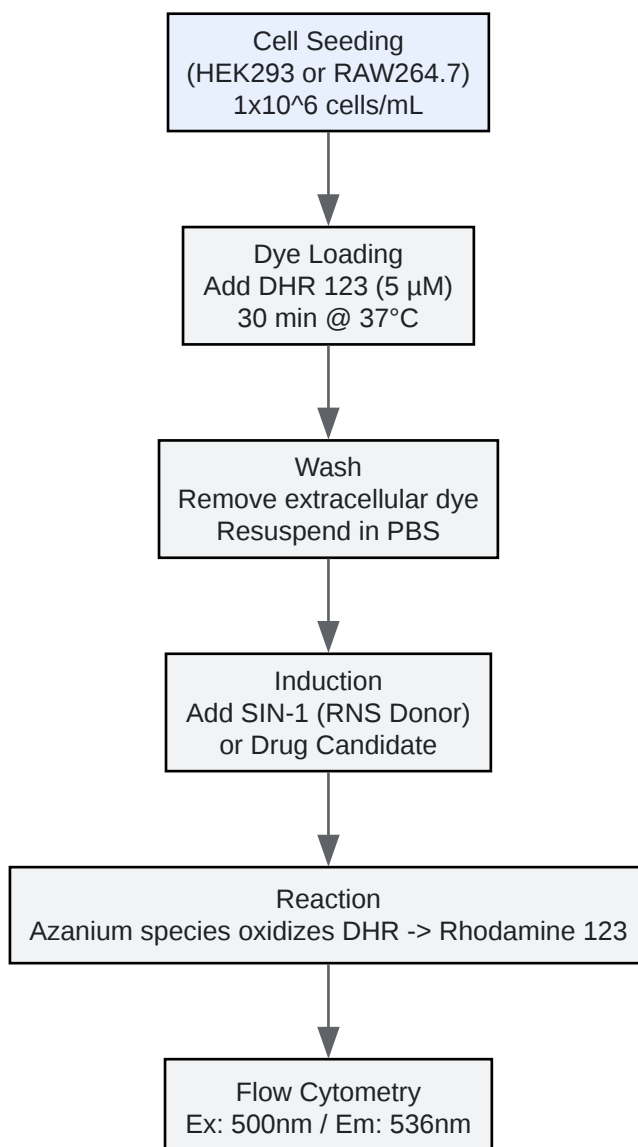 Cell Seeding
(HEK293 or RAW264.7)
1x10^6 cells/mL
Dye Loading
Add DHR 123 (5 µM)
30 min @ 37°C
Wash
Remove extracellular dye
Resuspend in PBS
Induction
Add SIN-1 (RNS Donor)
or Drug Candidate
Reaction
Azanium species oxidizes DHR -> Rhodamine 123
Flow Cytometry
Ex: 500nm / Em: 536nm